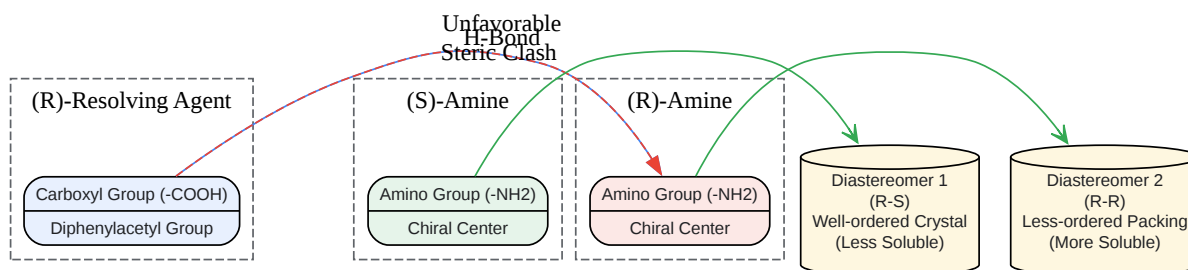 Unfavorable
H-Bond
Steric Clash
(R)-Resolving Agent
(S)-Amine
(R)-Amine
Carboxyl Group (-COOH)
Diphenylacetyl Group
Amino Group (-NH2)
Chiral Center
Amino Group (-NH2)
Chiral Center
Diastereomer 1
(R-S)
Well-ordered Crystal
(Less Soluble)
Diastereomer 2
(R-R)
Less-ordered Packing
(More Soluble)